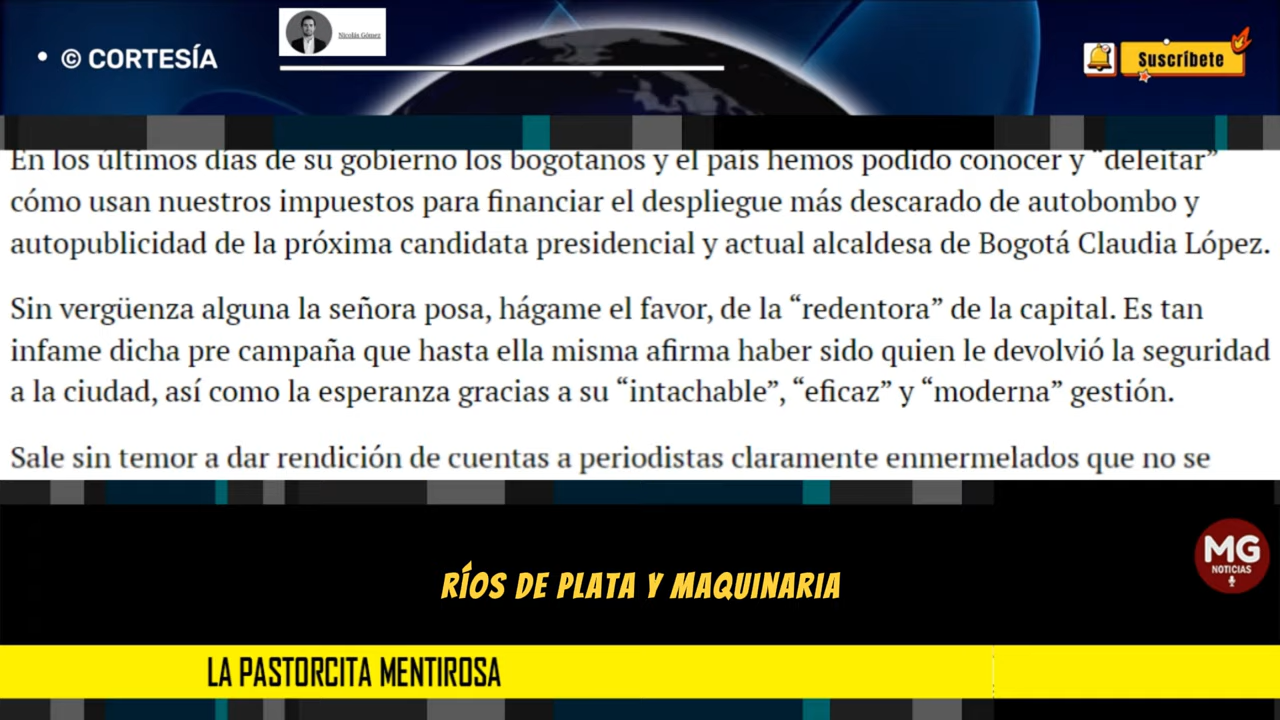 • © CORTESÍA
Nicolás Gómez
Suscríbete
En los últimos días de su gobierno los bogotanos y el país hemos podido conocer y “deleitar”
cómo usan nuestros impuestos para financiar el despliegue más descarado de autobombo y
autopublicidad de la próxima candidata presidencial y actual alcaldesa de Bogotá Claudia López.
Sin vergüenza alguna la señora posa, hágame el favor, de la “redentora” de la capital. Es tan
infame dicha pre campaña que hasta ella misma afirma haber sido quien le devolvió la seguridad
a la ciudad, así como la esperanza gracias a su “intachable”, “eficaz” y “moderna” gestión.
Sale sin temor a dar rendición de cuentas a periodistas claramente enmermelados que no se
MG
NOTICIAS
RÍOS DE PLATA Y MAQUINARIA
LA PASTORCITA MENTIROSA